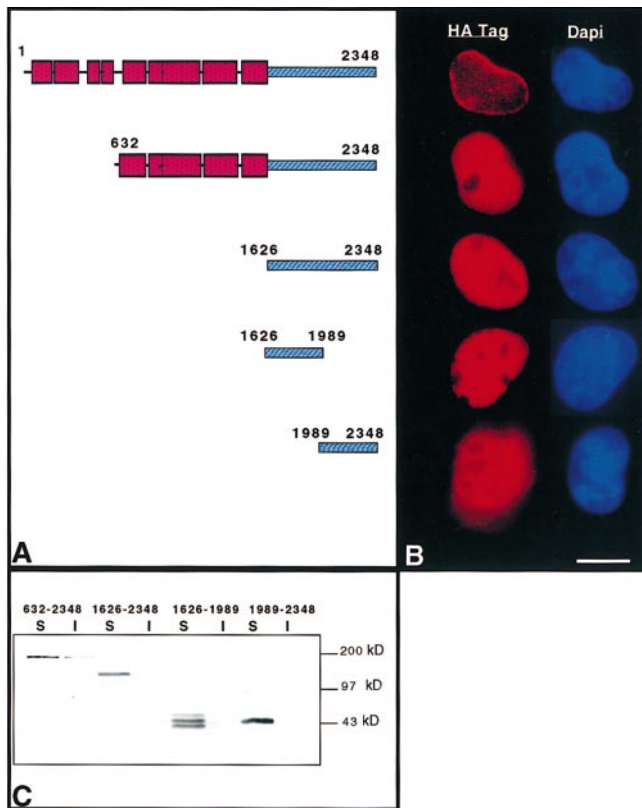 1
2348
HA Tag
Dapi
632
2348
1626 2348
1626 1989
1989 2348
A
B
632-2348 1626-2348 1626-1989 1989-2348
S I S I S I S I
200 kD
97 kD
43 kD
C